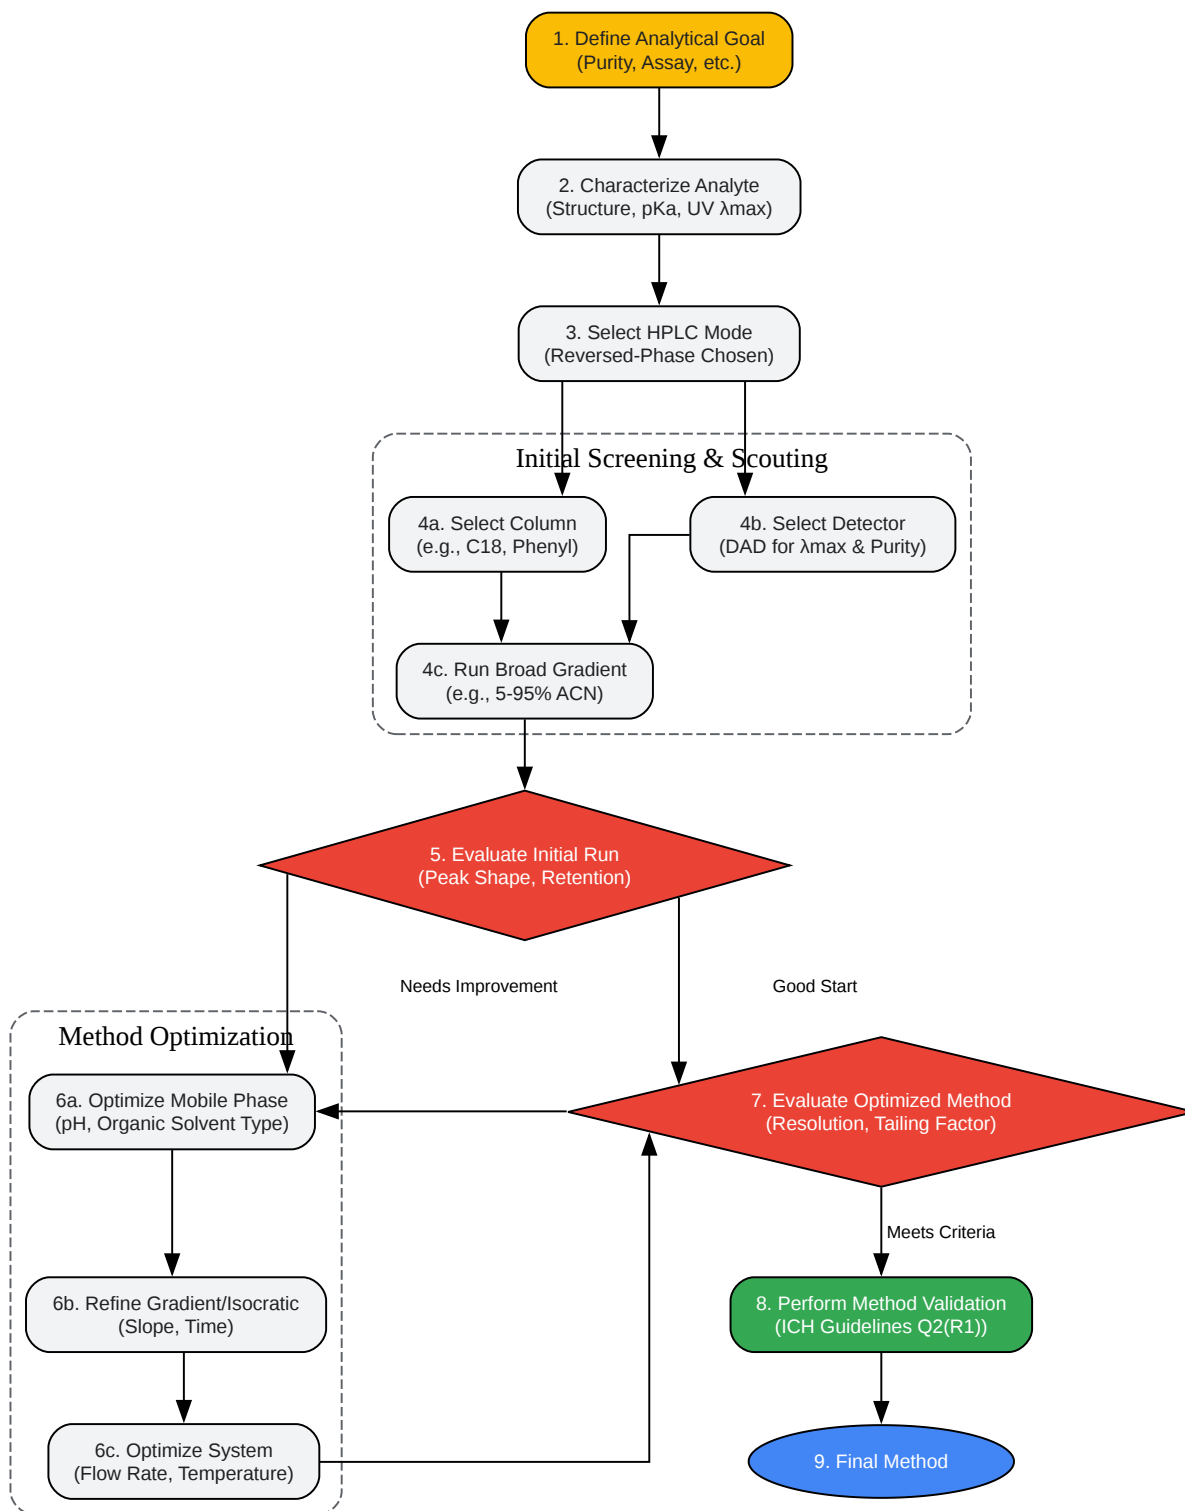 1. Define Analytical Goal
(Purity, Assay, etc.)
2. Characterize Analyte
(Structure, pKa, UV λmax)
3. Select HPLC Mode
(Reversed-Phase Chosen)
Initial Screening & Scouting
4a. Select Column
(e.g., C18, Phenyl)
4b. Select Detector
(DAD for λmax & Purity)
4c. Run Broad Gradient
(e.g., 5-95% ACN)
5. Evaluate Initial Run
(Peak Shape, Retention)
Needs Improvement
Good Start
Method Optimization
6a. Optimize Mobile Phase
(pH, Organic Solvent Type)
7. Evaluate Optimized Method
(Resolution, Tailing Factor)
Meets Criteria
6b. Refine Gradient/Isocratic
(Slope, Time)
8. Perform Method Validation
(ICH Guidelines Q2(R1))
6c. Optimize System
(Flow Rate, Temperature)
9. Final Method